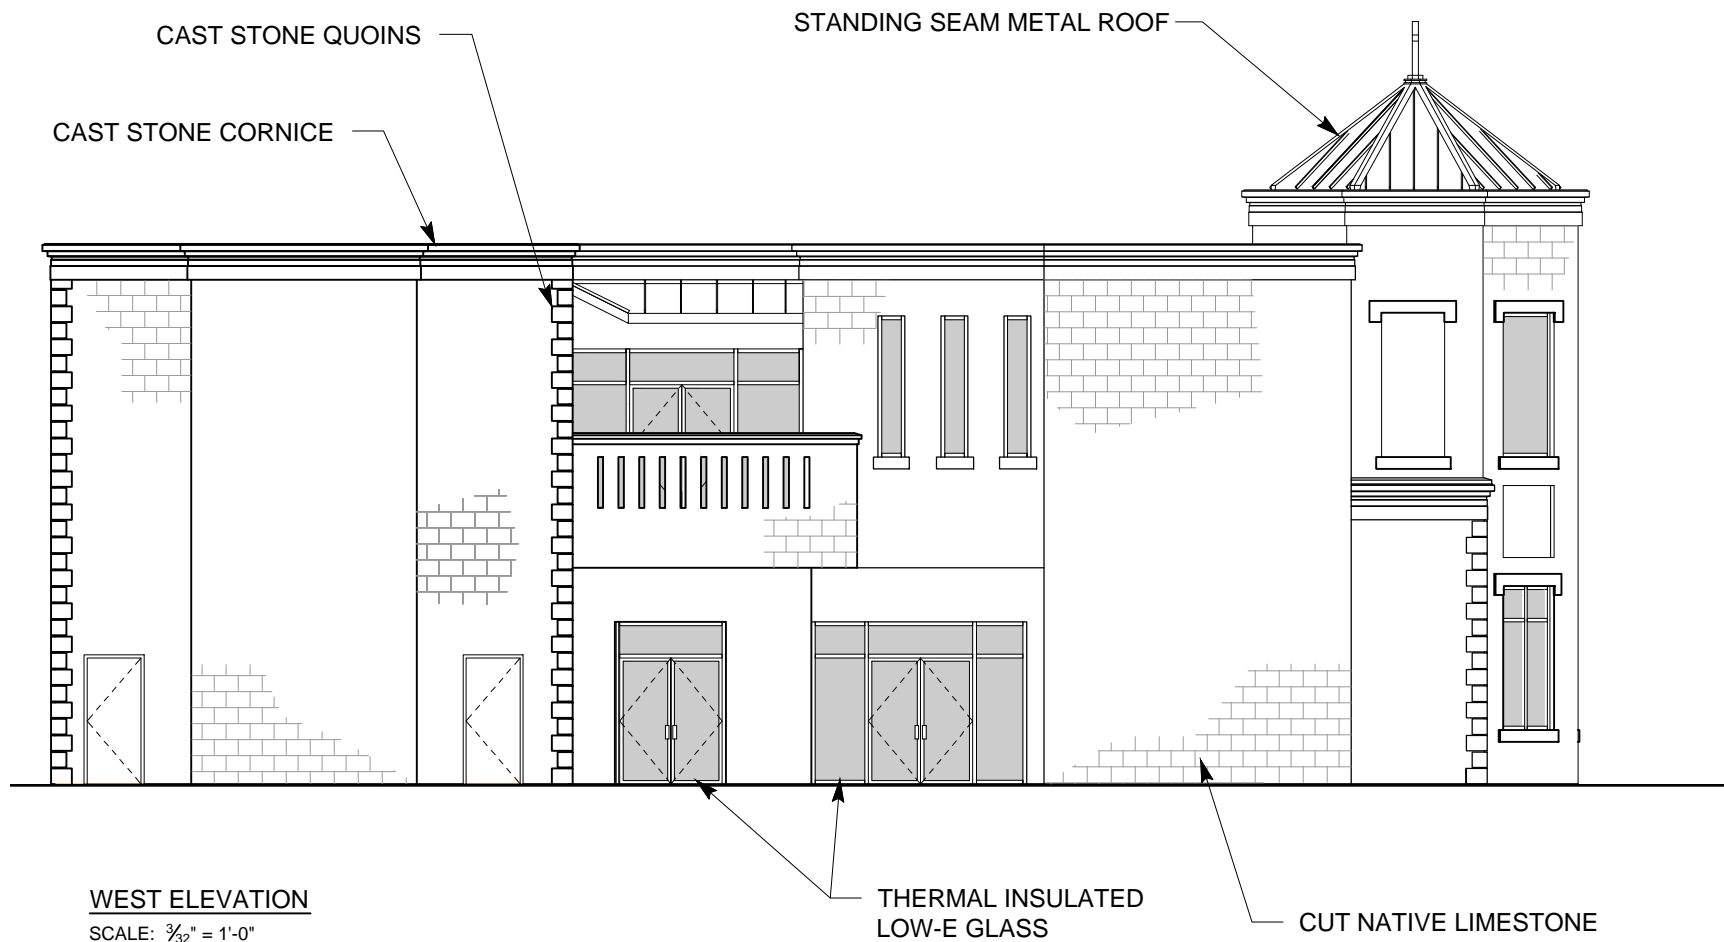 CAST STONE QUOINS
STANDING SEAM METAL ROOF
CAST STONE CORNICE
THERMAL INSULATED
LOW-E GLASS
CUT NATIVE LIMESTONE
WEST ELEVATION
SCALE: 3⁄32" = 1'-0"